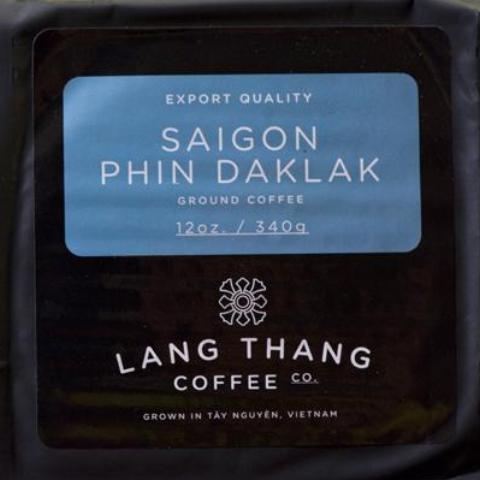 EXPORT QUALITY
SAIGON
PHIN DAKLAK
GROUND COFFEE
12oz. / 340g
LANG THANG
COFFEE CO.
GROWN IN TÂY NGUYÊN, VIETNAM